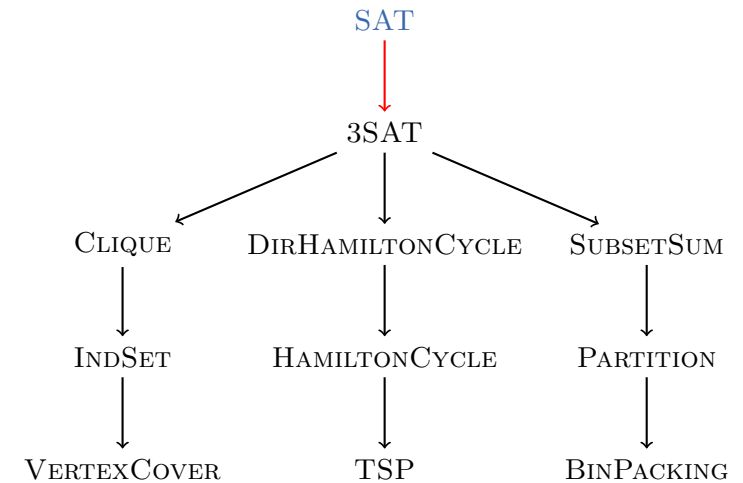 SAT
3SAT
CLIQUE DIRHAMILTONCYCLE SUBSETSUM
INDSET HAMILTONCYCLE PARTITION
VERTEXCOVER TSP BINPACKING